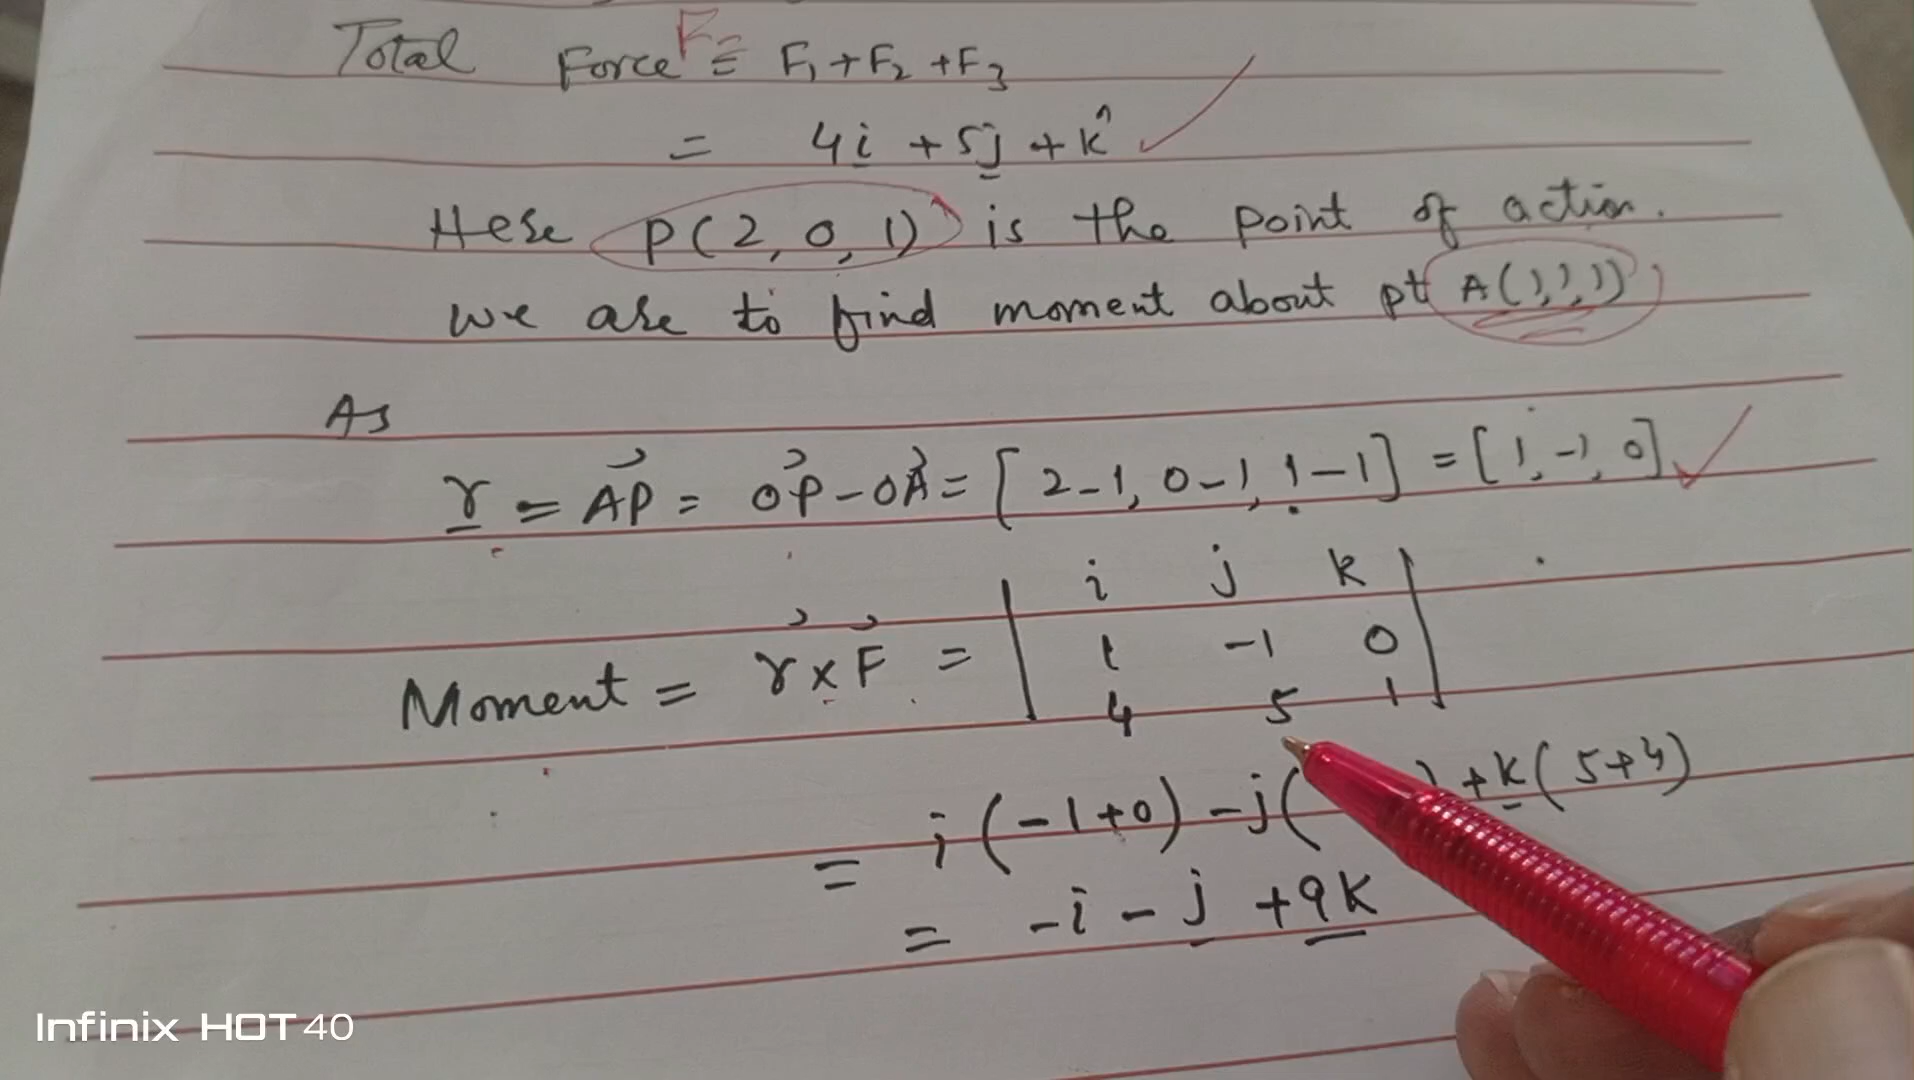 Total Force F = F₁ + F₂ + F₃
= 4i + 5j + k̂
Here P(2, 0, 1) is the point of action.
we are to find moment about pt A(1,1,1)
As
r = AP = OP - OA = [2-1, 0-1, 1-1] = [1, -1, 0]
i j k
1 -1 0
Moment = r × F =
4 5 1
= i(-1+0) - j( ) + k(5+4)
= -i - j + 9k
Infinix HOT 40